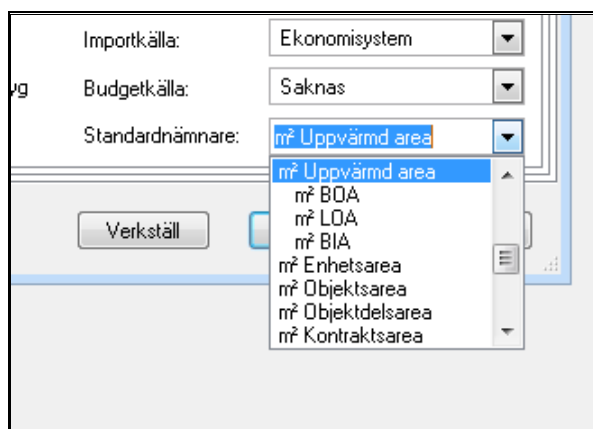 Importkälla: Ekonomisystem
yg Budgetkälla: Saknas
Standardnämnare: m² Uppvärmd area
m² Uppvärmd area
m² BOA
m² LOA
m² BIA
m² Enhetsarea
m² Objektsarea
m² Objektdelsarea
m² Kontraktsarea
Verkställ